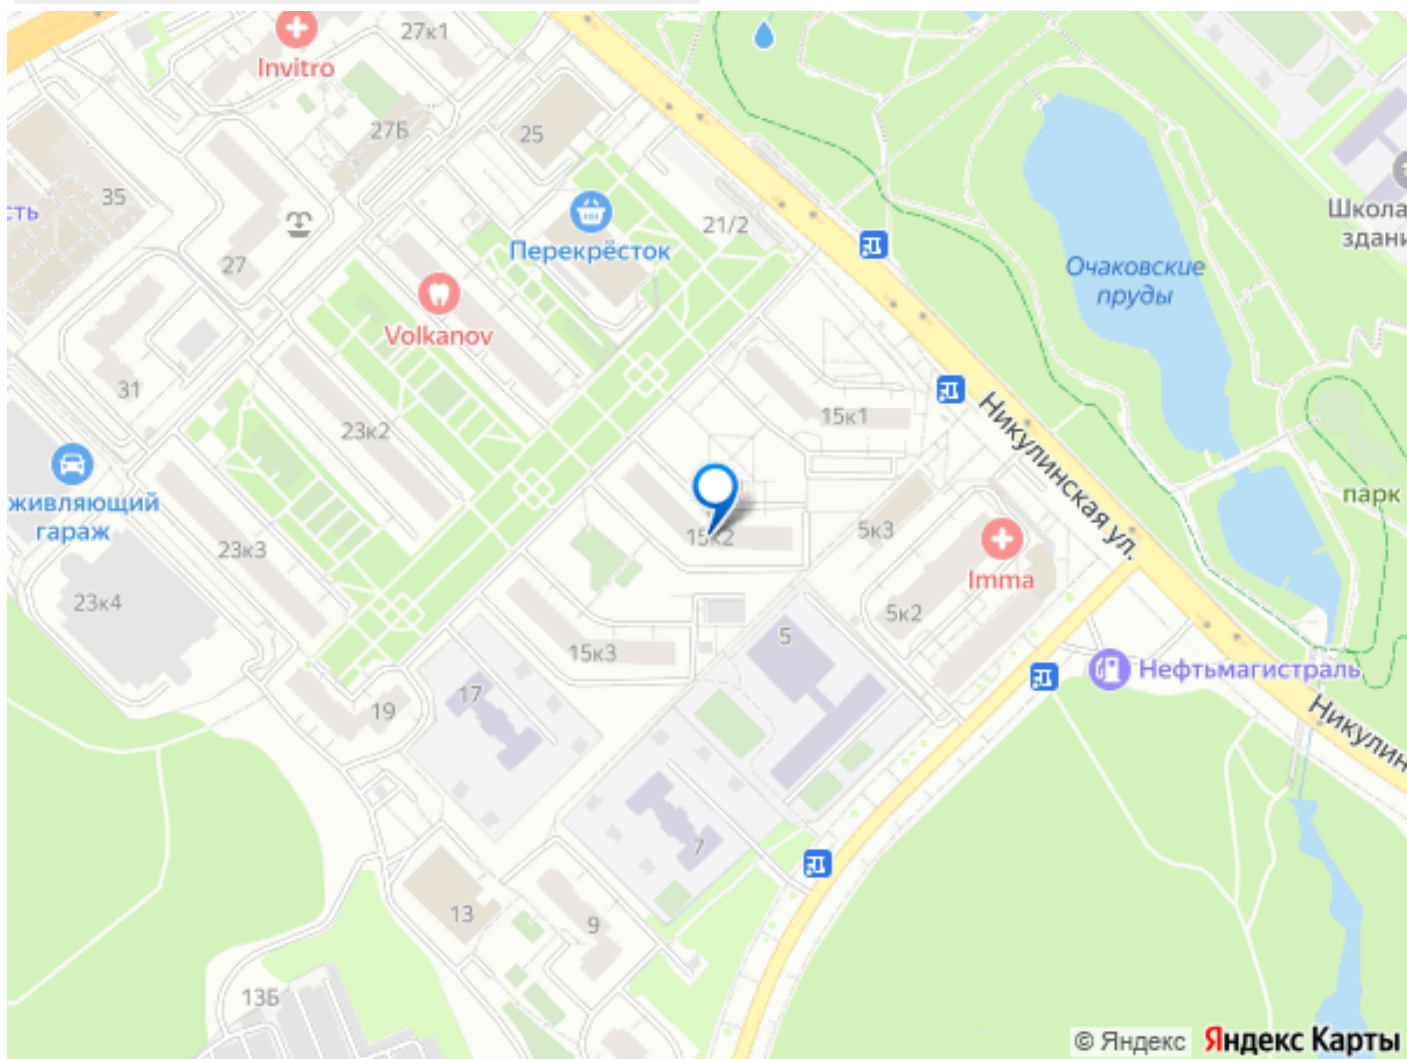 27к1
Invitro
27Б
25
35
сть
Перекрёсток
21/2
Школа
здани
Очаковские
пруды
27
Volkanov
31
15к1
Никулинская ул.
23к2
парк
живляющий
гараж
23к3
15к2
5к3
Imma
23к4
5к2
5
15к3
Нефтьмагистраль
17
19
Никулин
7
13
9
13Б
© Яндекс Яндекс Карты